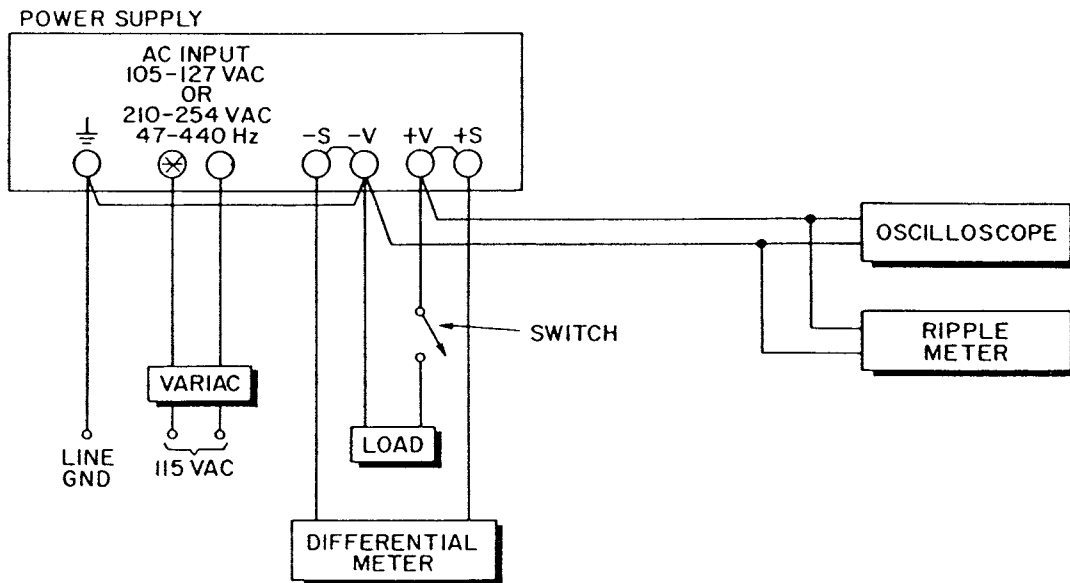 POWER SUPPLY
AC INPUT
105-127 VAC
OR
210-254 VAC
47-440 Hz
-S -V +V +S
OSCILLOSCOPE
SWITCH
RIPPLE
METER
VARIAC
LOAD
LINE
GND
115 VAC
DIFFERENTIAL
METER